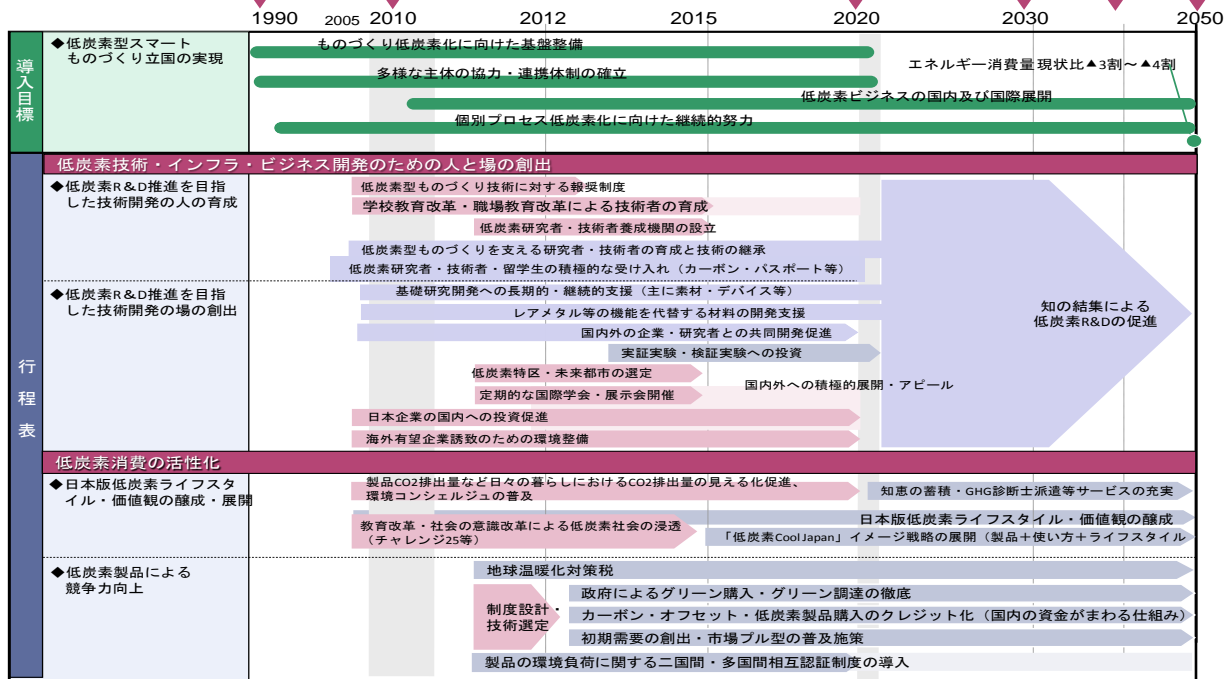 1990 2005 2010 2012 2015 2020 2030 2050
導入目標
◆低炭素型スマート
ものづくり立国の実現
ものづくり低炭素化に向けた基盤整備
エネルギー消費量現状比▲3割～▲4割
多様な主体の協力・連携体制の確立
低炭素ビジネスの国内及び国際展開
個別プロセス低炭素化に向けた継続的努力
行程表
低炭素技術・インフラ・ビジネス開発のための人と場の創出
◆低炭素R&D推進を目指
した技術開発の人の育成
低炭素型ものづくり技術に対する報奨制度
学校教育改革・職場教育改革による技術者の育成
低炭素研究者・技術者養成機関の設立
低炭素型ものづくりを支える研究者・技術者の育成と技術の継承
低炭素研究者・技術者・留学生の積極的な受け入れ（カーボン・パスポート等）
◆低炭素R&D推進を目指
した技術開発の場の創出
基礎研究開発への長期的・継続的支援（主に素材・デバイス等）
レアメタル等の機能を代替する材料の開発支援
国内外の企業・研究者との共同開発促進
実証実験・検証実験への投資
低炭素特区・未来都市の選定
国内外への積極的展開・アピール
定期的な国際学会・展示会開催
日本企業の国内への投資促進
海外有望企業誘致のための環境整備
知の結集による
低炭素R&Dの促進
低炭素消費の活性化
◆日本版低炭素ライフスタ
イル・価値観の醸成・展開
製品CO2排出量など日々の暮らしにおけるCO2排出量の見える化促進、
環境コンシェルジュの普及
知恵の蓄積・GHG診断士派遣等サービスの充実
日本版低炭素ライフスタイル・価値観の醸成
教育改革・社会の意識改革による低炭素社会の浸透
（チャレンジ25等）
「低炭素Cool Japan」イメージ戦略の展開（製品＋使い方＋ライフスタイル
◆低炭素製品による
競争力向上
地球温暖化対策税
制度設計・
技術選定
政府によるグリーン購入・グリーン調達の徹底
カーボン・オフセット・低炭素製品購入のクレジット化（国内の資金がまわる仕組み）
初期需要の創出・市場プル型の普及施策
製品の環境負荷に関する二国間・多国間相互認証制度の導入